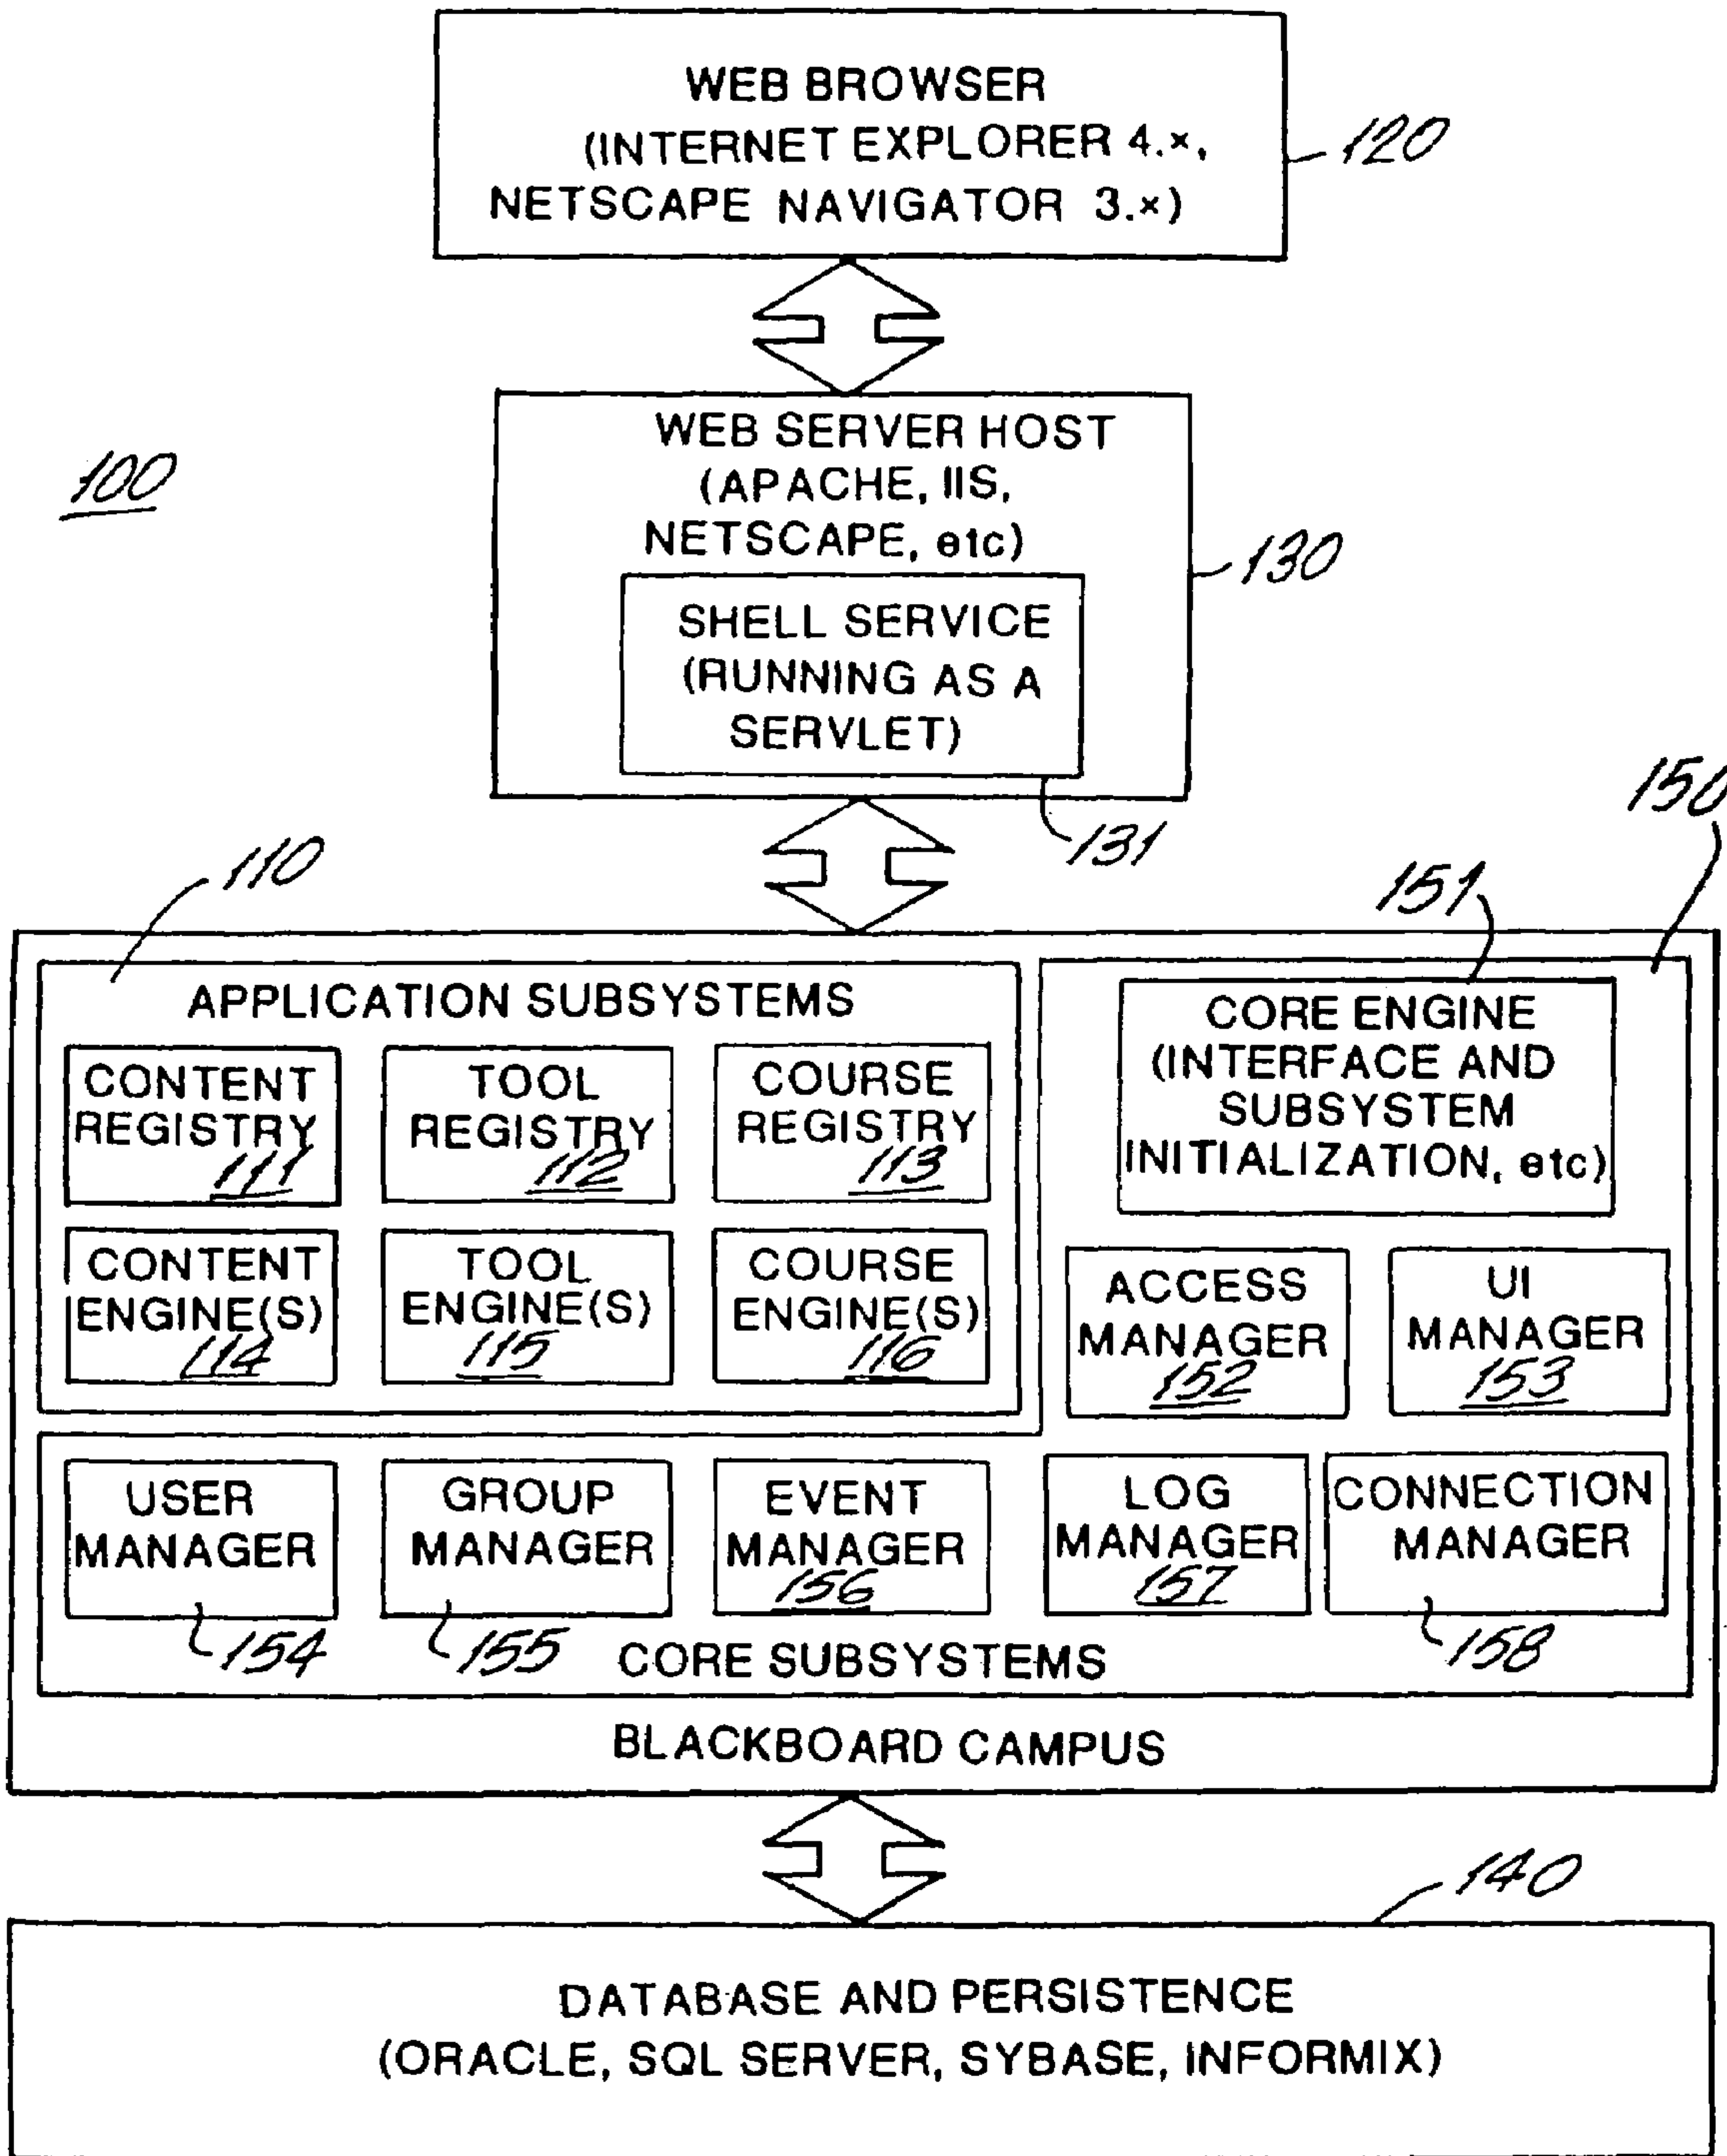 WEB BROWSER
(INTERNET EXPLORER 4.×,
NETSCAPE NAVIGATOR 3.×)
120
WEB SERVER HOST
(APACHE, IIS,
NETSCAPE, etc)
100
130
SHELL SERVICE
(RUNNING AS A
SERVLET)
131
150
110
151
APPLICATION SUBSYSTEMS
CONTENT
REGISTRY
111
TOOL
REGISTRY
112
COURSE
REGISTRY
113
CONTENT
ENGINE(S)
114
TOOL
ENGINE(S)
115
COURSE
ENGINE(S)
116
CORE ENGINE
(INTERFACE AND
SUBSYSTEM
INITIALIZATION, etc)
ACCESS
MANAGER
152
UI
MANAGER
153
USER
MANAGER
154
GROUP
MANAGER
155
EVENT
MANAGER
156
LOG
MANAGER
157
CONNECTION
MANAGER
158
CORE SUBSYSTEMS
BLACKBOARD CAMPUS
140
DATABASE AND PERSISTENCE
(ORACLE, SQL SERVER, SYBASE, INFORMIX)